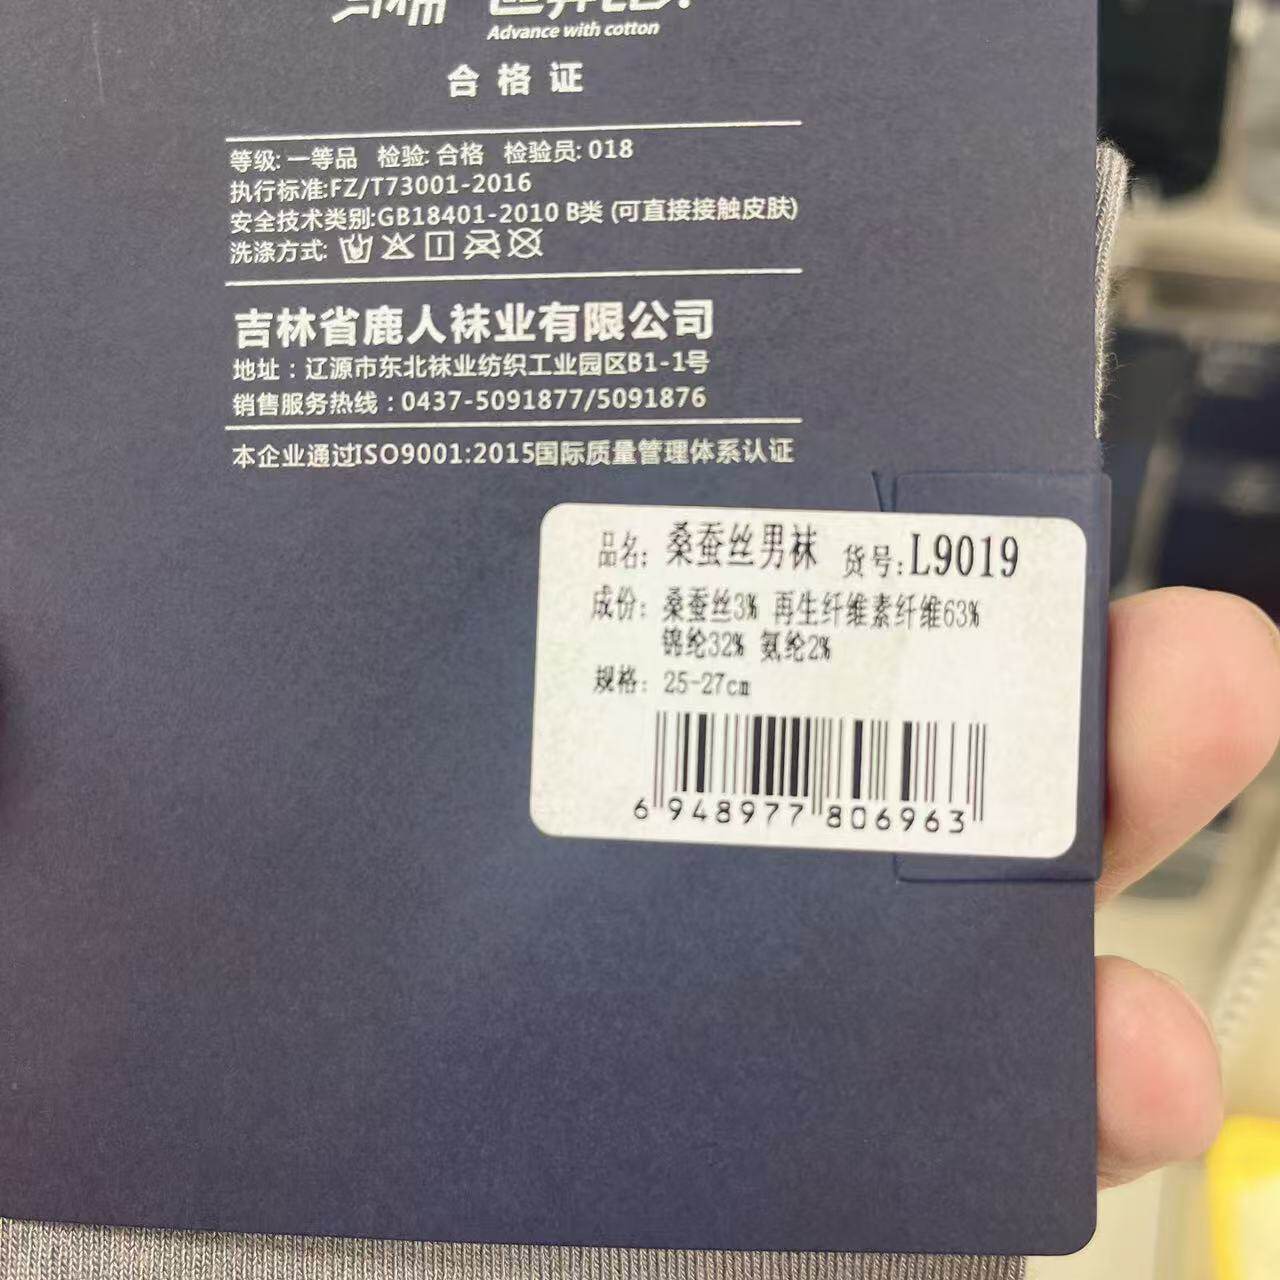 Advance with cotton
合格证
等级: 一等品 检验: 合格 检验员: 018
执行标准:FZ/T73001-2016
安全技术类别:GB18401-2010 B类 (可直接接触皮肤)
洗涤方式:
吉林省鹿人袜业有限公司
地址：辽源市东北袜业纺织工业园区B1-1号
销售服务热线：0437-5091877/5091876
本企业通过ISO9001:2015国际质量管理体系认证
品名: 桑蚕丝男袜 货号:L9019
成份: 桑蚕丝3% 再生纤维素纤维63%
锦纶32% 氨纶2%
规格: 25-27cm
6 948977 806963